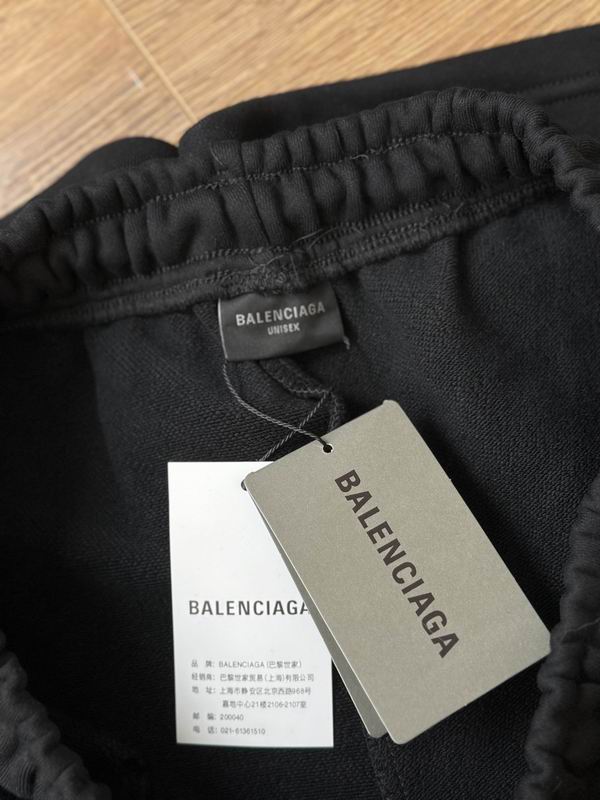 BALENCIAGA
UNISEX
BALENCIAGA
BALENCIAGA
品 牌: BALENCIAGA (巴黎世家)
经销商: 巴黎世家贸易(上海)有限公司
地 址: 上海市静安区北京西路968号
嘉地中心21楼2106-2107室
邮 编: 200040
电 话: 021-61361510